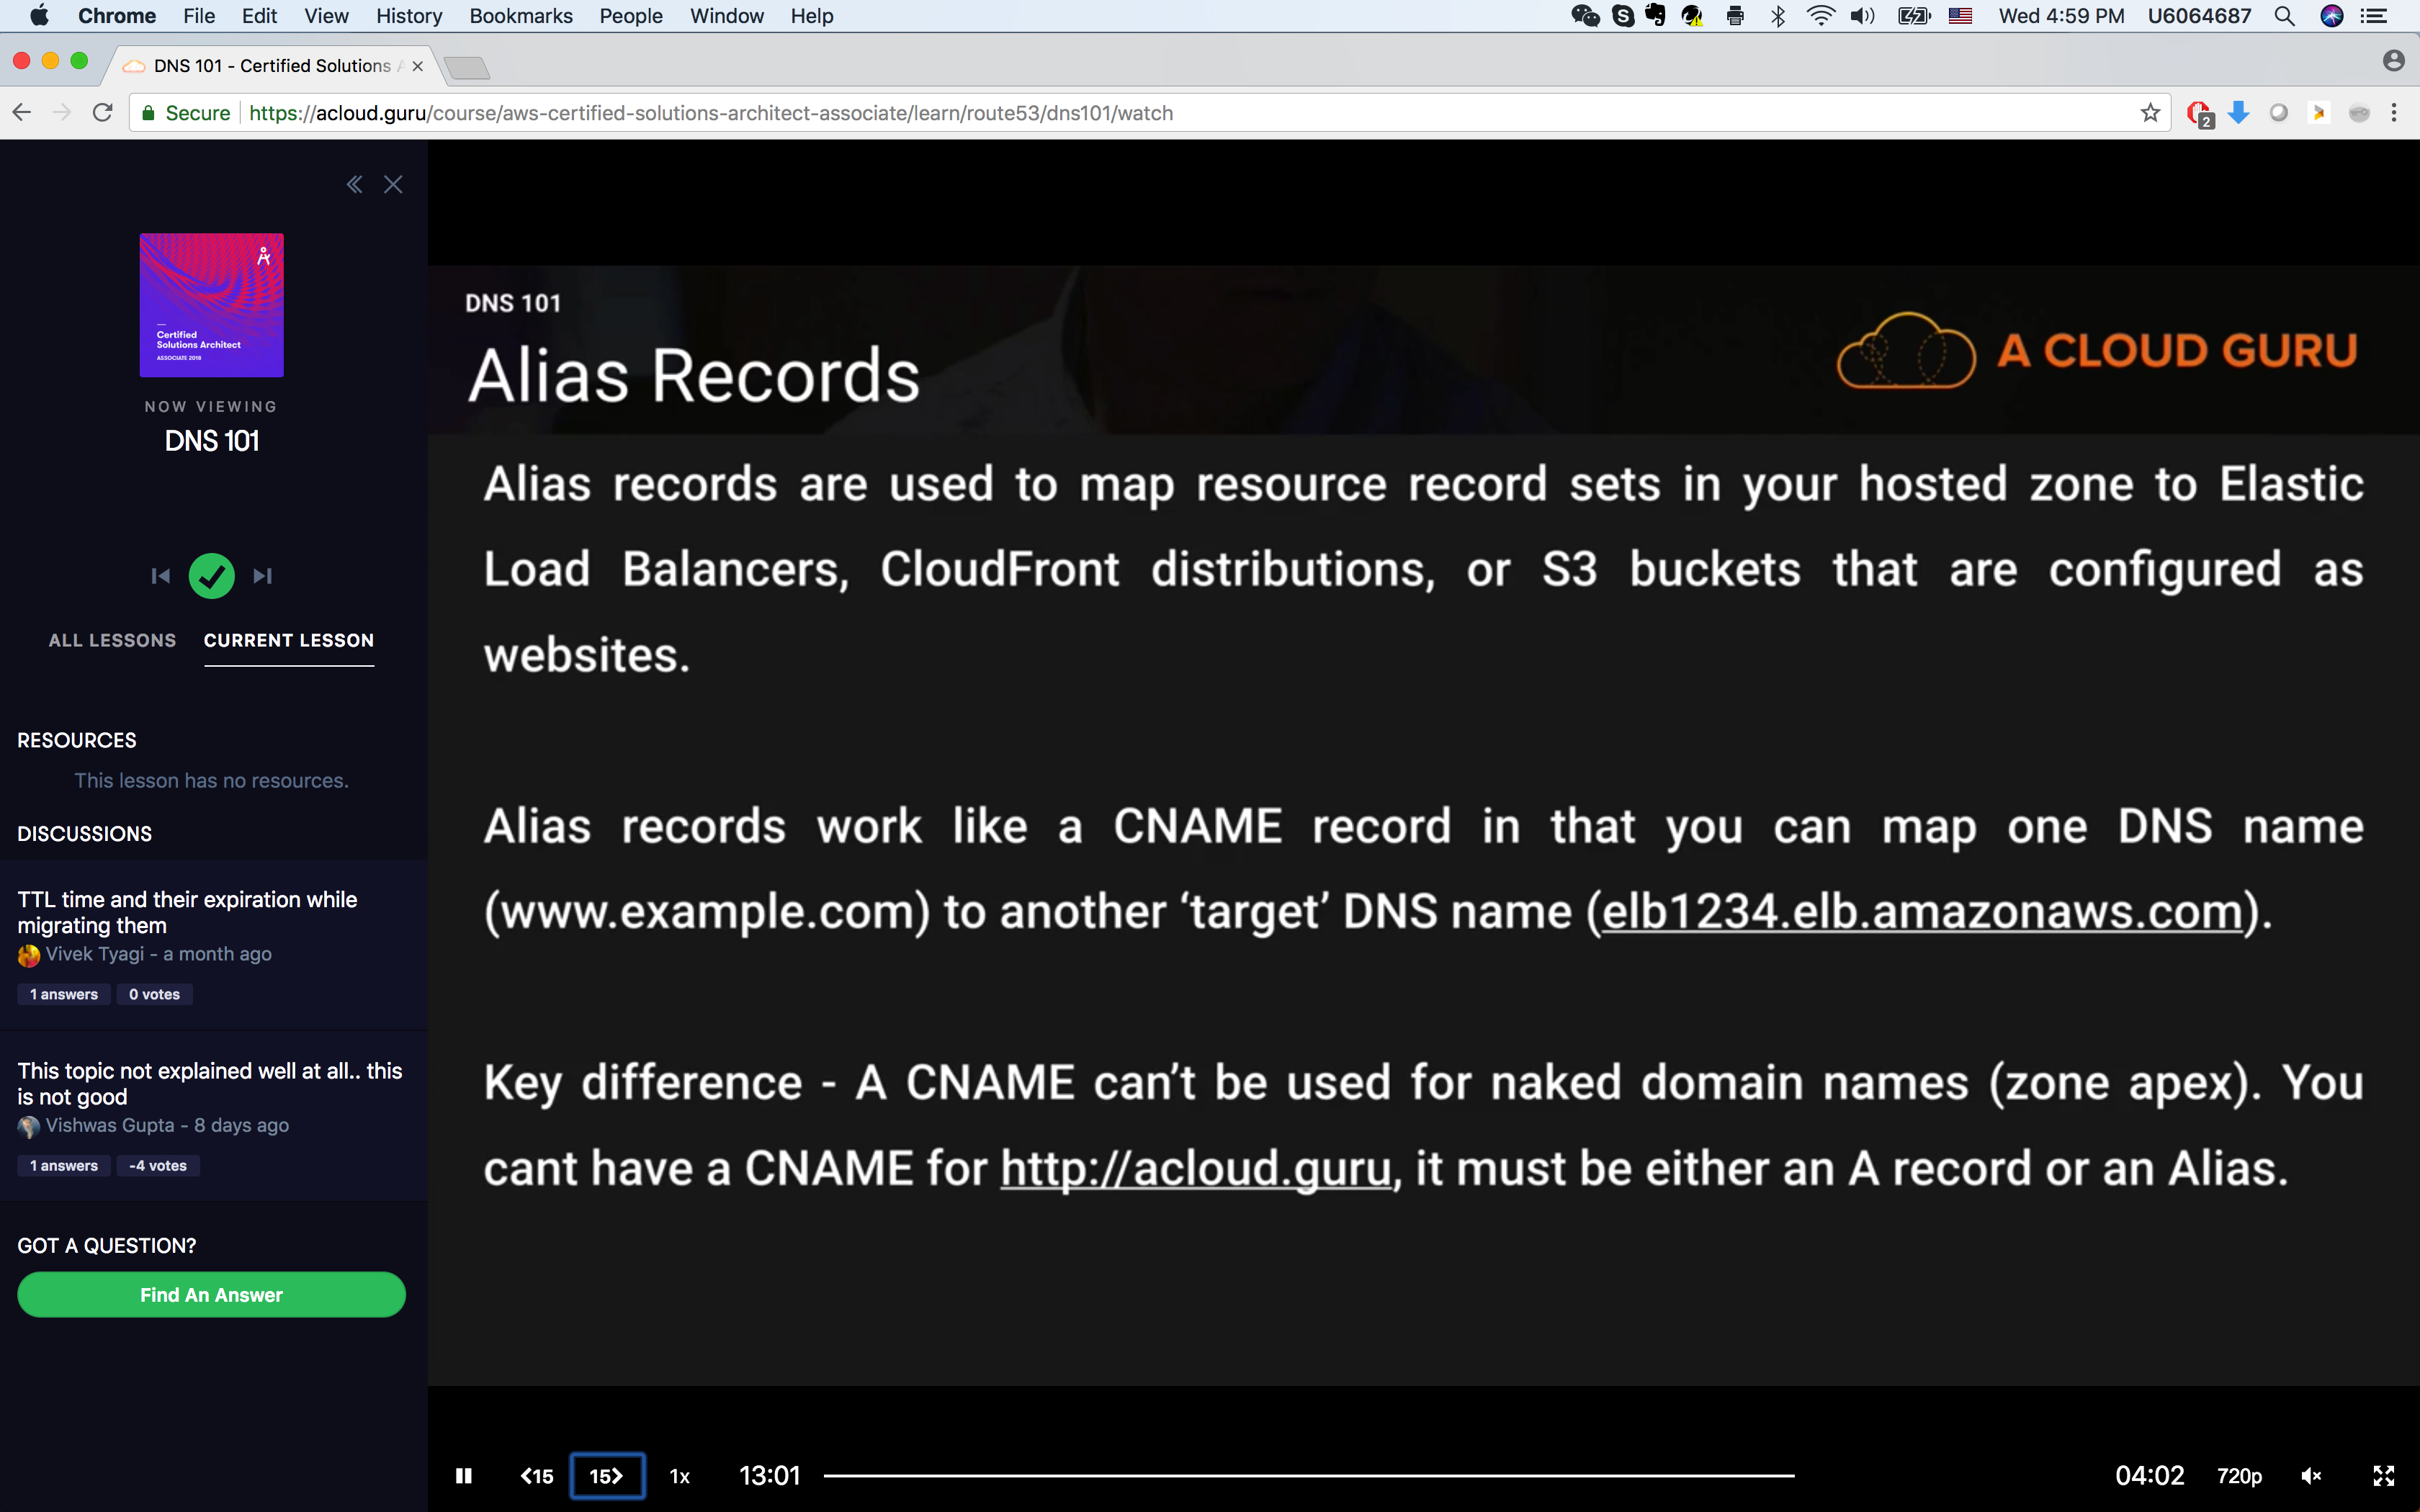 Chrome File Edit View History Bookmarks People Window Help
Wed 4:59 PM U6064687
DNS 101 - Certified Solutions
Secure https://acloud.guru/course/aws-certified-solutions-architect-associate/learn/route53/dns101/watch
2
Certified
Solutions Architect
ASSOCIATE 2018
NOW VIEWING
DNS 101
ALL LESSONS CURRENT LESSON
RESOURCES
This lesson has no resources.
DISCUSSIONS
TTL time and their expiration while
migrating them
Vivek Tyagi - a month ago
1 answers 0 votes
This topic not explained well at all.. this
is not good
Vishwas Gupta - 8 days ago
1 answers -4 votes
GOT A QUESTION?
Find An Answer
DNS 101
Alias Records
A CLOUD GURU
Alias records are used to map resource record sets in your hosted zone to Elastic
Load Balancers, CloudFront distributions, or S3 buckets that are configured as
websites.
Alias records work like a CNAME record in that you can map one DNS name
(www.example.com) to another ‘target’ DNS name (elb1234.elb.amazonaws.com).
Key difference - A CNAME can’t be used for naked domain names (zone apex). You
cant have a CNAME for http://acloud.guru, it must be either an A record or an Alias.
<15 15> 1x 13:01 04:02 720p